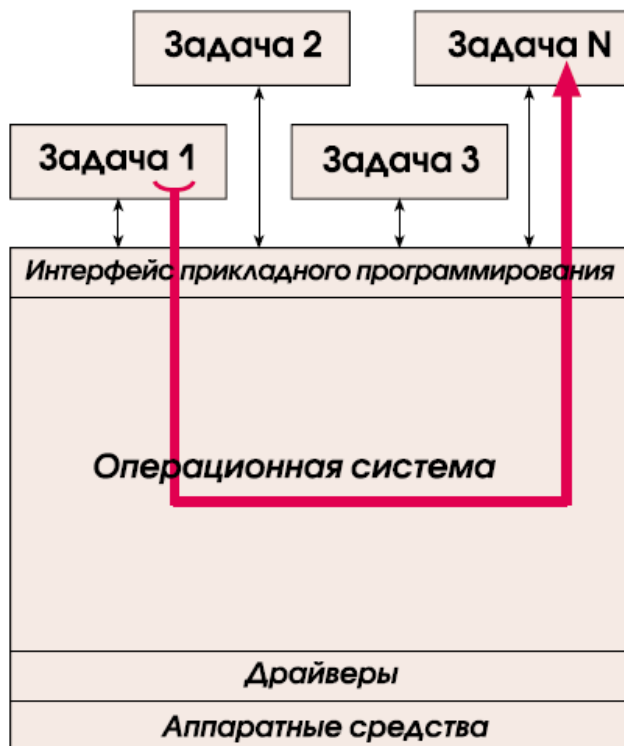 Задача 2
Задача N
Задача 1
Задача 3
Интерфейс прикладного программирования
Операционная система
Драйверы
Аппаратные средства